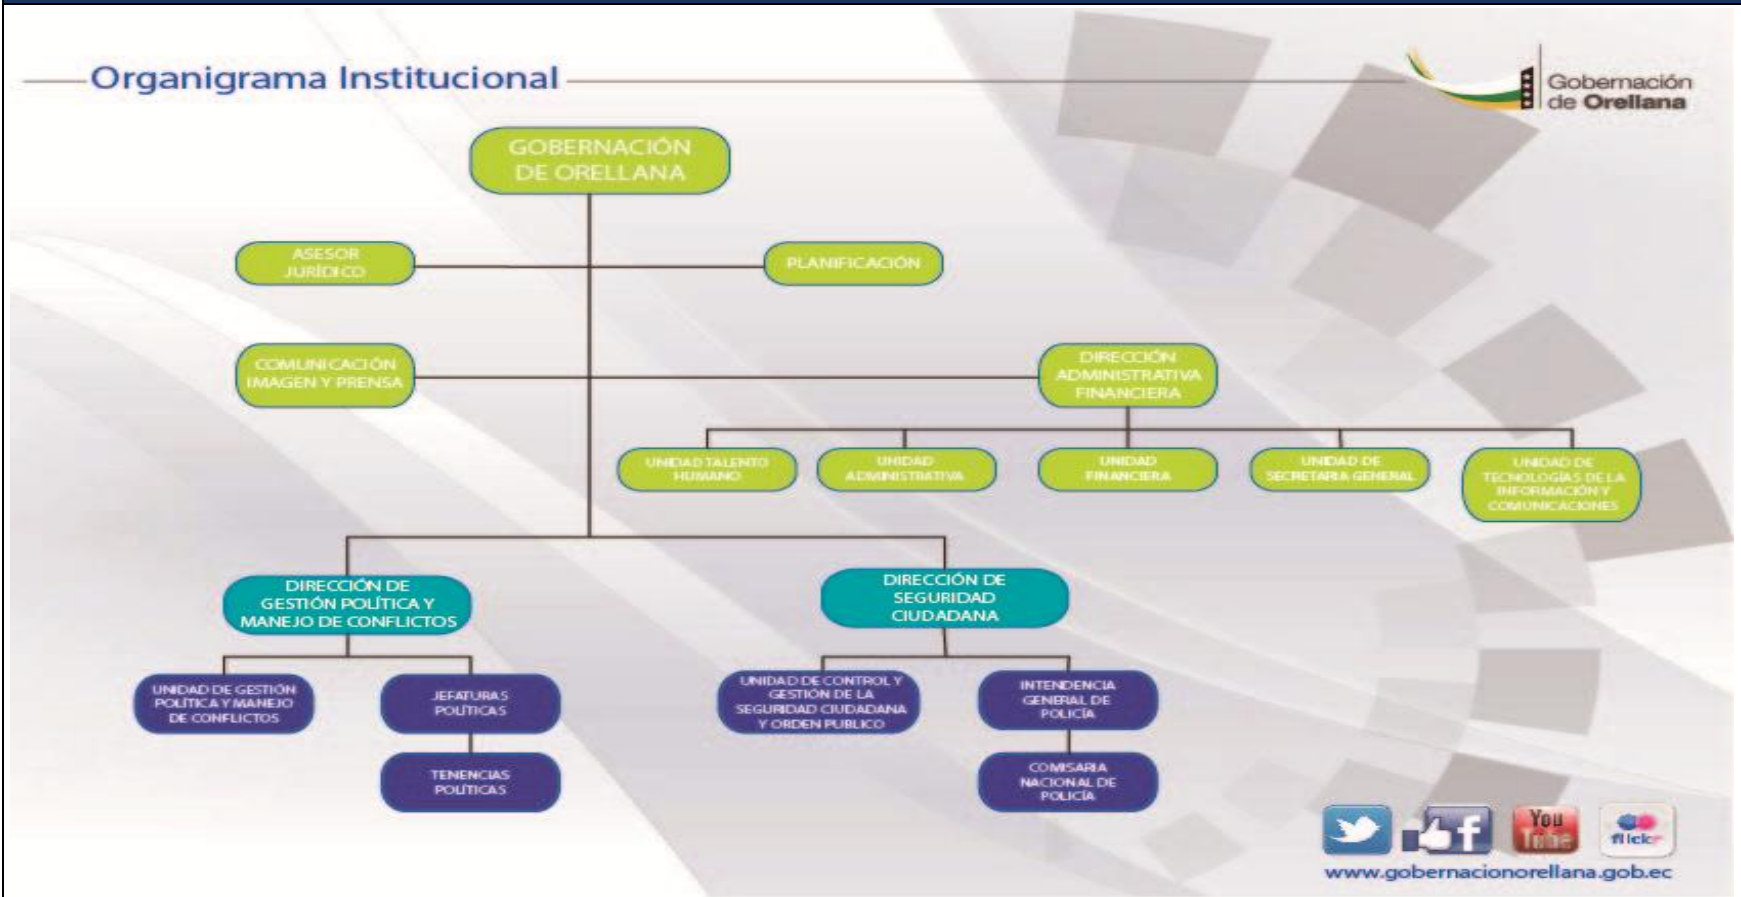 Organigrama Institucional
Gobernación
de Orellana
GOBERNACIÓN
DE ORELLANA
ASESOR
JURÍDICO
PLANIFICACIÓN
COMUNICACIÓN
IMAGEN Y PRENSA
DIRECCIÓN
ADMINISTRATIVA
FINANCIERA
UNIDAD TALENTO
HUMANO
UNIDAD
ADMINISTRATIVA
UNIDAD
FINANCIERA
UNIDAD DE
SECRETARIA GENERAL
UNIDAD DE
TECNOLOGÍAS DE LA
INFORMACIÓN Y
COMUNICACIONES
DIRECCIÓN DE
GESTIÓN POLÍTICA Y
MANEJO DE CONFLICTOS
DIRECCIÓN DE
SEGURIDAD
CIUDADANA
UNIDAD DE GESTIÓN
POLÍTICA Y MANEJO
DE CONFLICTOS
JEFATURAS
POLÍTICAS
UNIDAD DE CONTROL Y
GESTIÓN DE LA
SEGURIDAD CIUDADANA
Y ORDEN PUBLICO
INTENDENCIA
GENERAL DE
POLICÍA
TENENCIAS
POLÍTICAS
COMISARIA
NACIONAL DE
POLICÍA
You
Tube
flickr
www.gobernacionorellana.gob.ec